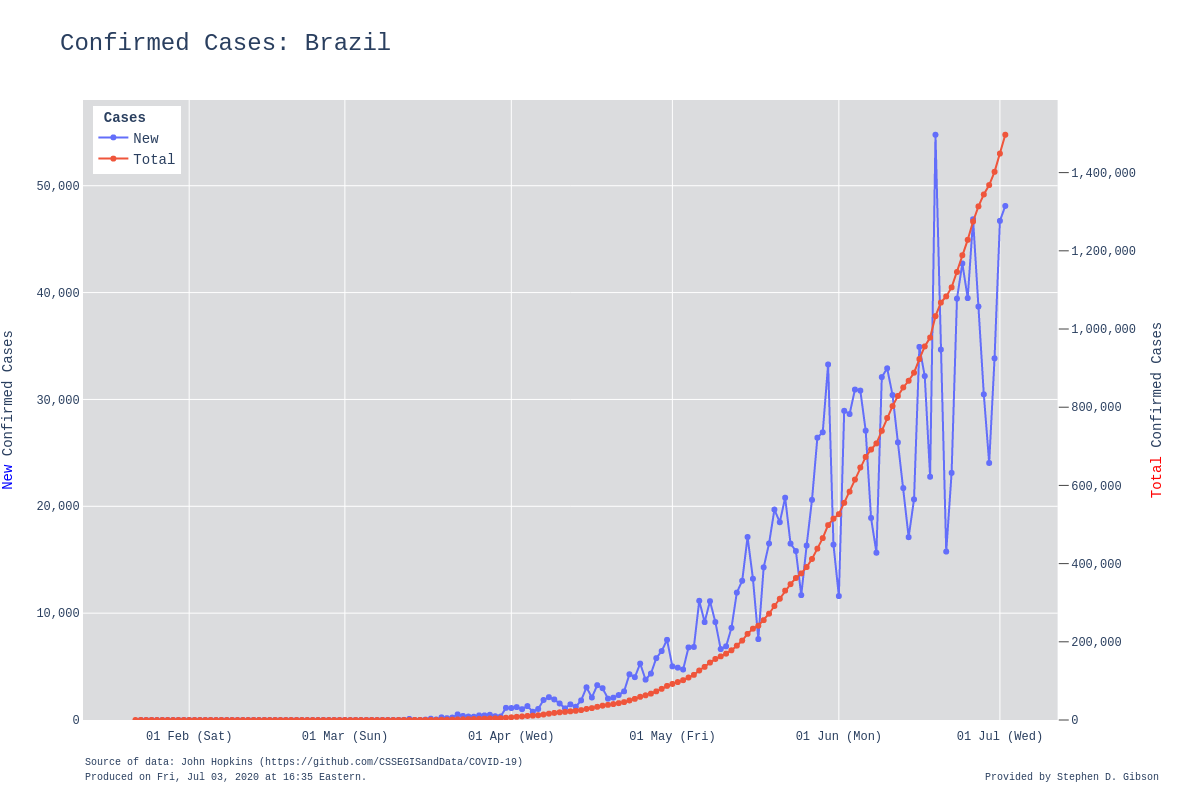 Confirmed Cases: Brazil
Cases
New
Total
50,000
40,000
30,000
20,000
10,000
0
New Confirmed Cases
1,400,000
1,200,000
1,000,000
800,000
600,000
400,000
200,000
0
Total Confirmed Cases
01 Feb (Sat) 01 Mar (Sun) 01 Apr (Wed) 01 May (Fri) 01 Jun (Mon) 01 Jul (Wed)
Source of data: John Hopkins (https://github.com/CSSEGISandData/COVID-19)
Produced on Fri, Jul 03, 2020 at 16:35 Eastern.
Provided by Stephen D. Gibson